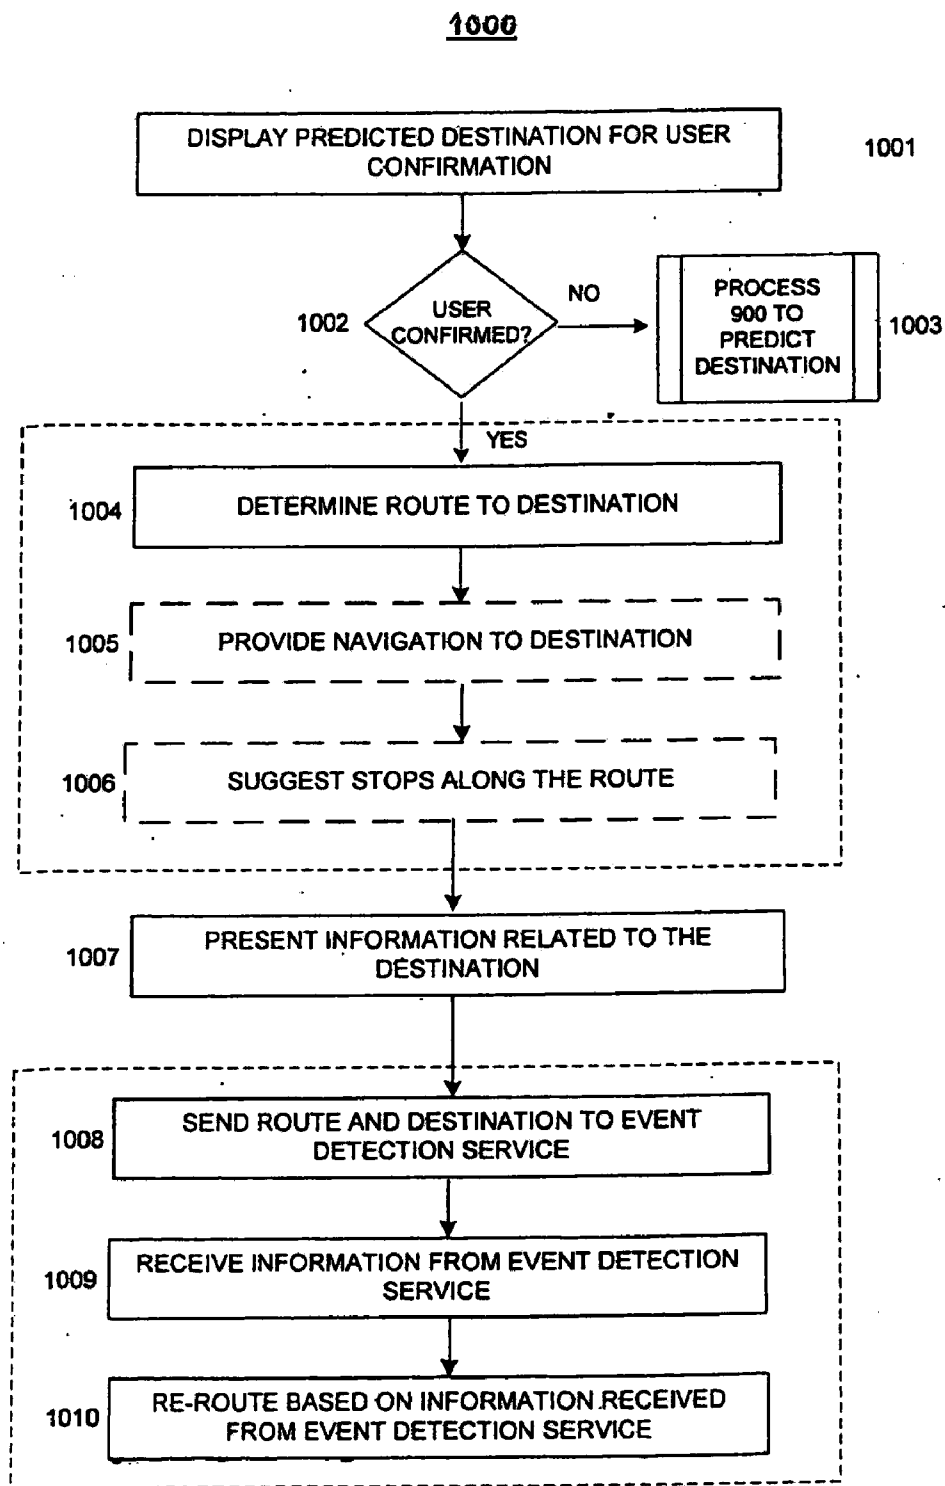 1000
DISPLAY PREDICTED DESTINATION FOR USER
CONFIRMATION
1001
USER
CONFIRMED?
1002
NO
PROCESS
900 TO
PREDICT
DESTINATION
1003
YES
1004
DETERMINE ROUTE TO DESTINATION
1005
PROVIDE NAVIGATION TO DESTINATION
1006
SUGGEST STOPS ALONG THE ROUTE
1007
PRESENT INFORMATION RELATED TO THE
DESTINATION
1008
SEND ROUTE AND DESTINATION TO EVENT
DETECTION SERVICE
1009
RECEIVE INFORMATION FROM EVENT DETECTION
SERVICE
1010
RE-ROUTE BASED ON INFORMATION RECEIVED
FROM EVENT DETECTION SERVICE